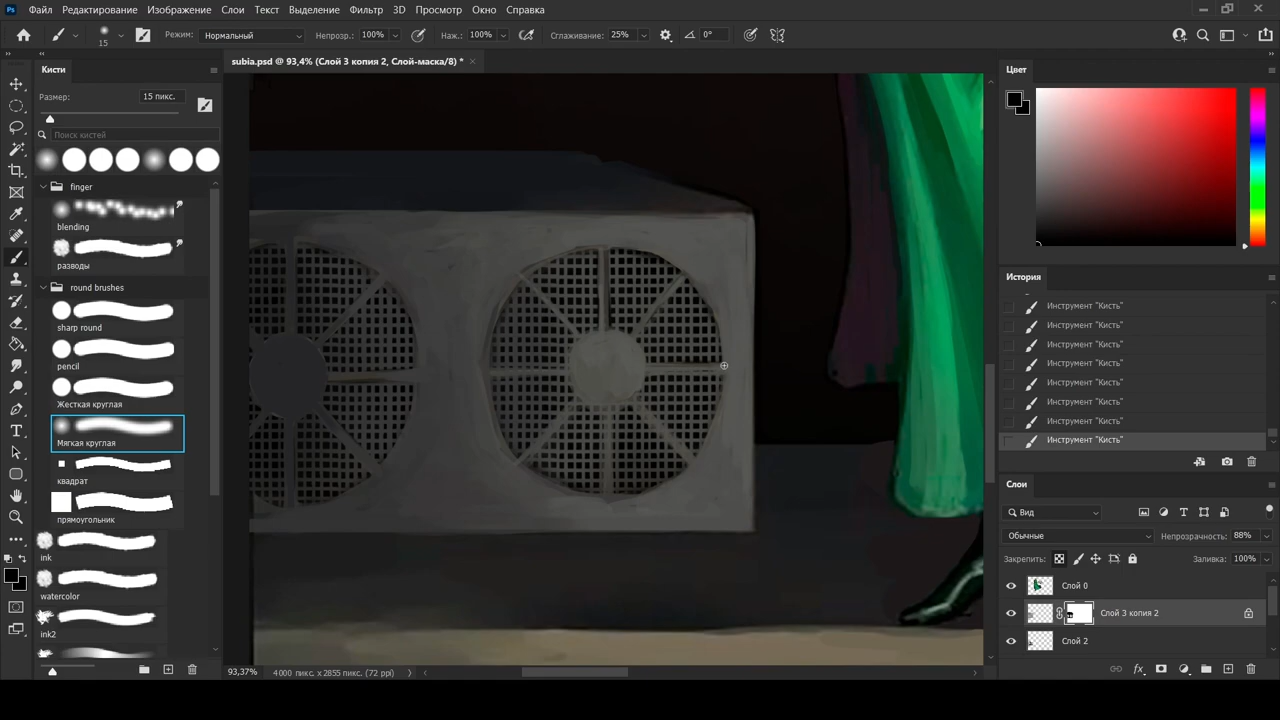 Ps Файл Редактирование Изображение Слои Текст Выделение Фильтр 3D Просмотр Окно Справка
15 Режим: Нормальный Непрозр.: 100% Наж.: 100% Сглаживание: 25% 0°
subia.psd @ 93,4% (Слой 3 копия 2, Слой-маска/8) *
Кисти
Размер: 15 пикс.
Поиск кистей
finger
blending
разводы
round brushes
sharp round
pencil
Жесткая круглая
Мягкая круглая
квадрат
прямоугольник
ink
watercolor
ink2
93,37% 4000 пикс. x 2855 пикс. (72 ppi)
Цвет
История
Инструмент "Кисть"
Инструмент "Кисть"
Инструмент "Кисть"
Инструмент "Кисть"
Инструмент "Кисть"
Инструмент "Кисть"
Инструмент "Кисть"
Инструмент "Кисть"
Слои
Вид
Обычные Непрозрачность: 88%
Закрепить: Заливка: 100%
Слой 0
Слой 3 копия 2
Слой 2
fx